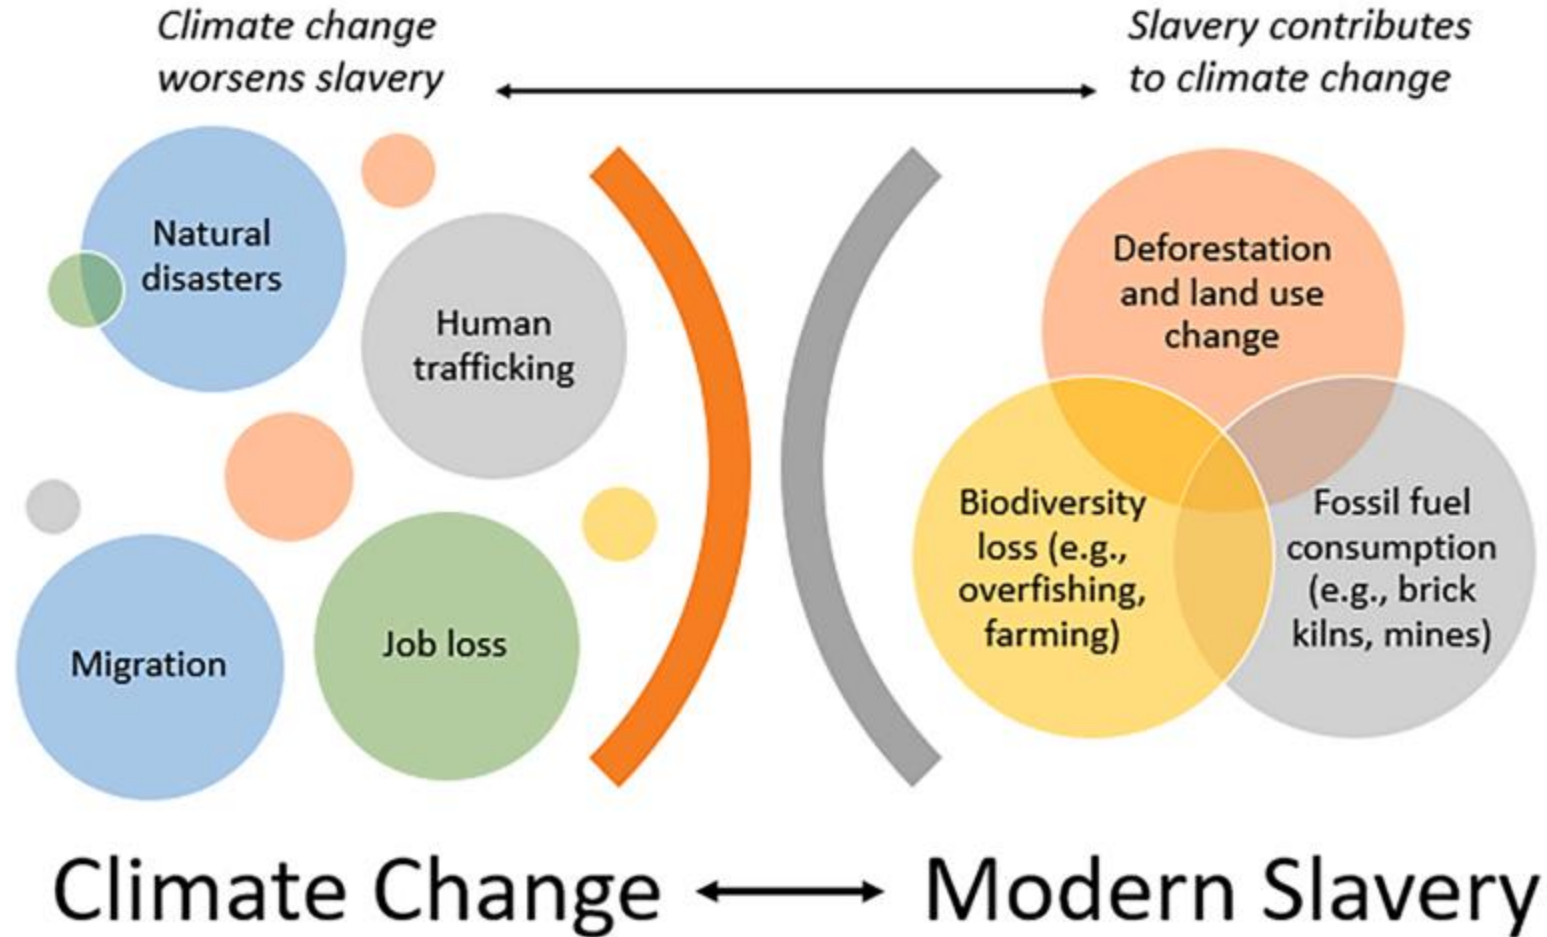 Climate change
worsens slavery
Slavery contributes
to climate change
Natural
disasters
Human
trafficking
Migration
Job loss
Deforestation
and land use
change
Biodiversity
loss (e.g.,
overfishing,
farming)
Fossil fuel
consumption
(e.g., brick
kilns, mines)
Climate Change
Modern Slavery